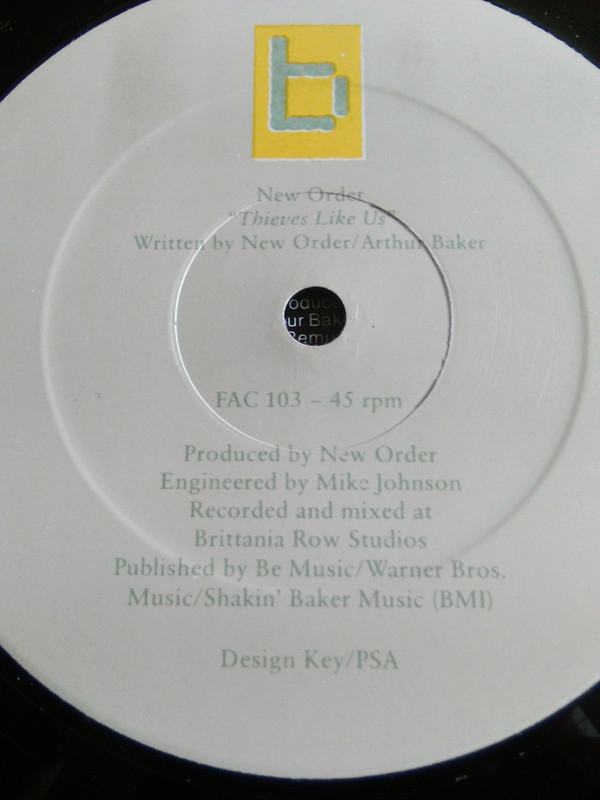 b
New Order
“Thieves Like Us”
Written by New Order/Arthur Baker
FAC 103 – 45 rpm
Produced by New Order
Engineered by Mike Johnson
Recorded and mixed at
Brittania Row Studios
Published by Be Music/Warner Bros.
Music/Shakin’ Baker Music (BMI)
Design Key/PSA